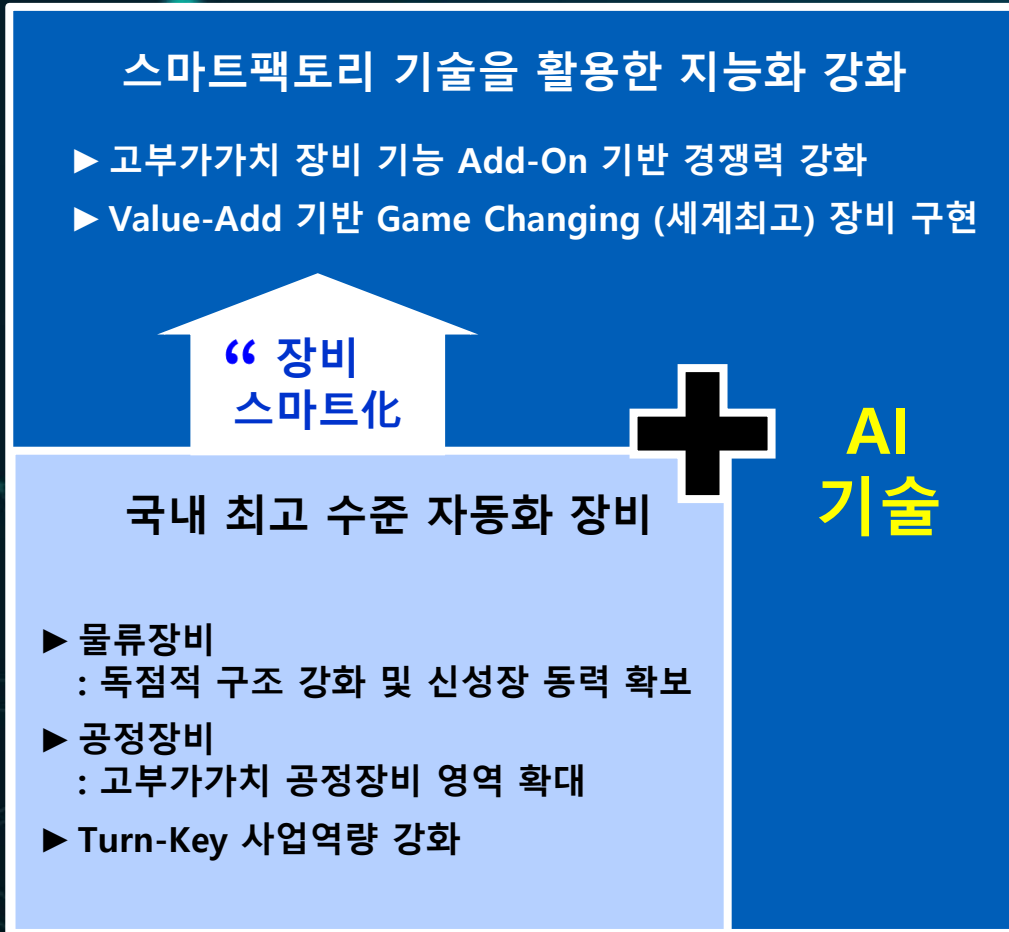 스마트팩토리 기술을 활용한 지능화 강화
► 고부가가치 장비 기능 Add-On 기반 경쟁력 강화
► Value-Add 기반 Game Changing (세계최고) 장비 구현
“ 장비
스마트化
AI
기술
국내 최고 수준 자동화 장비
► 물류장비
: 독점적 구조 강화 및 신성장 동력 확보
► 공정장비
: 고부가가치 공정장비 영역 확대
► Turn-Key 사업역량 강화